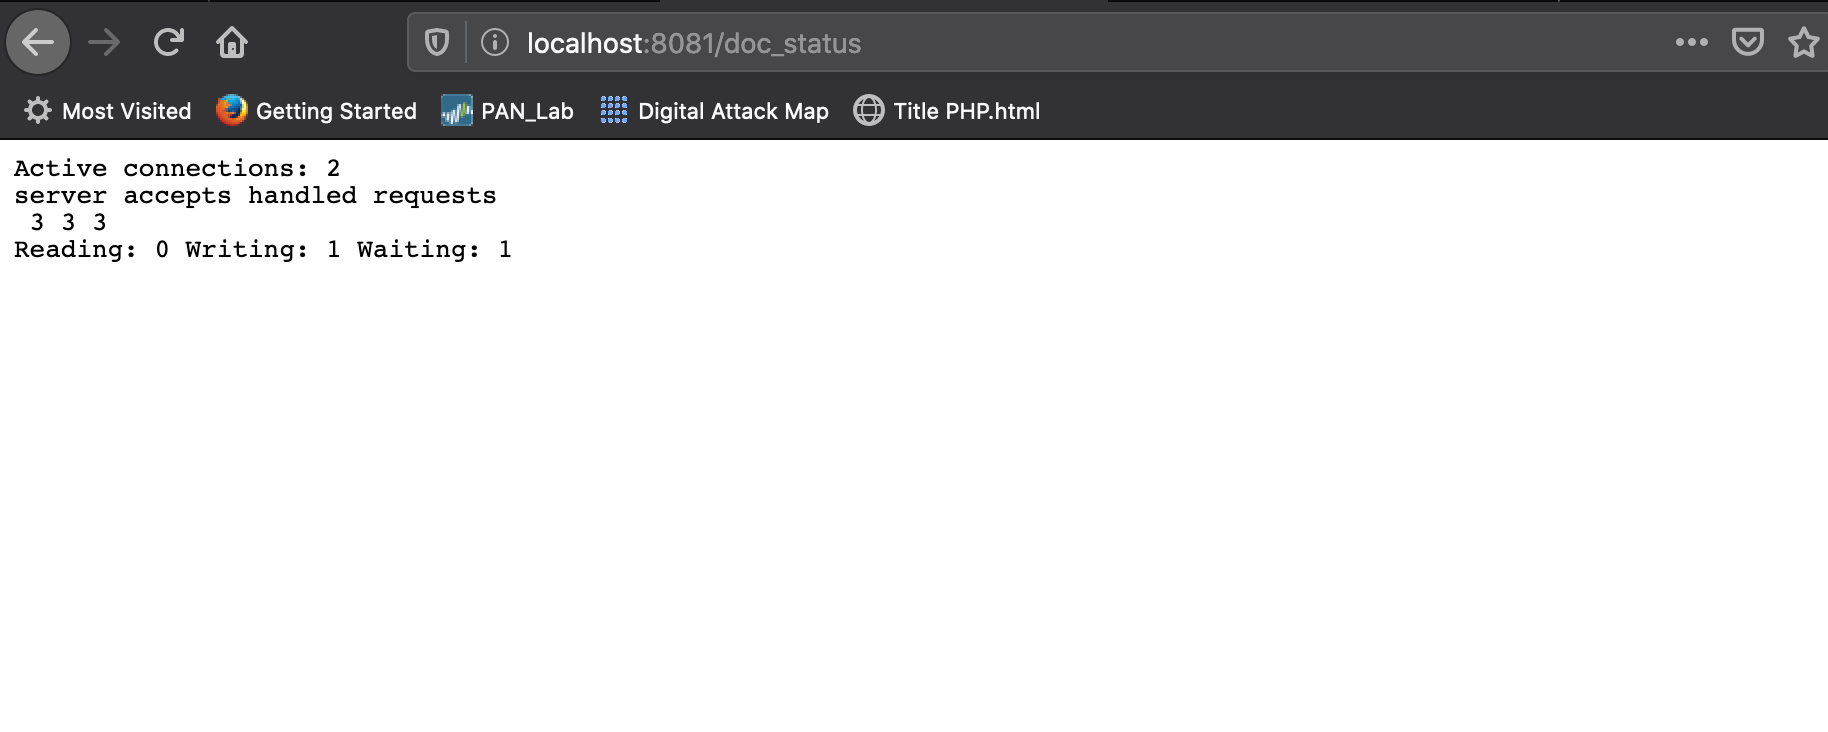 localhost:8081/doc_status
Most Visited Getting Started PAN_Lab Digital Attack Map Title PHP.html
Active connections: 2
server accepts handled requests
3 3 3
Reading: 0 Writing: 1 Waiting: 1